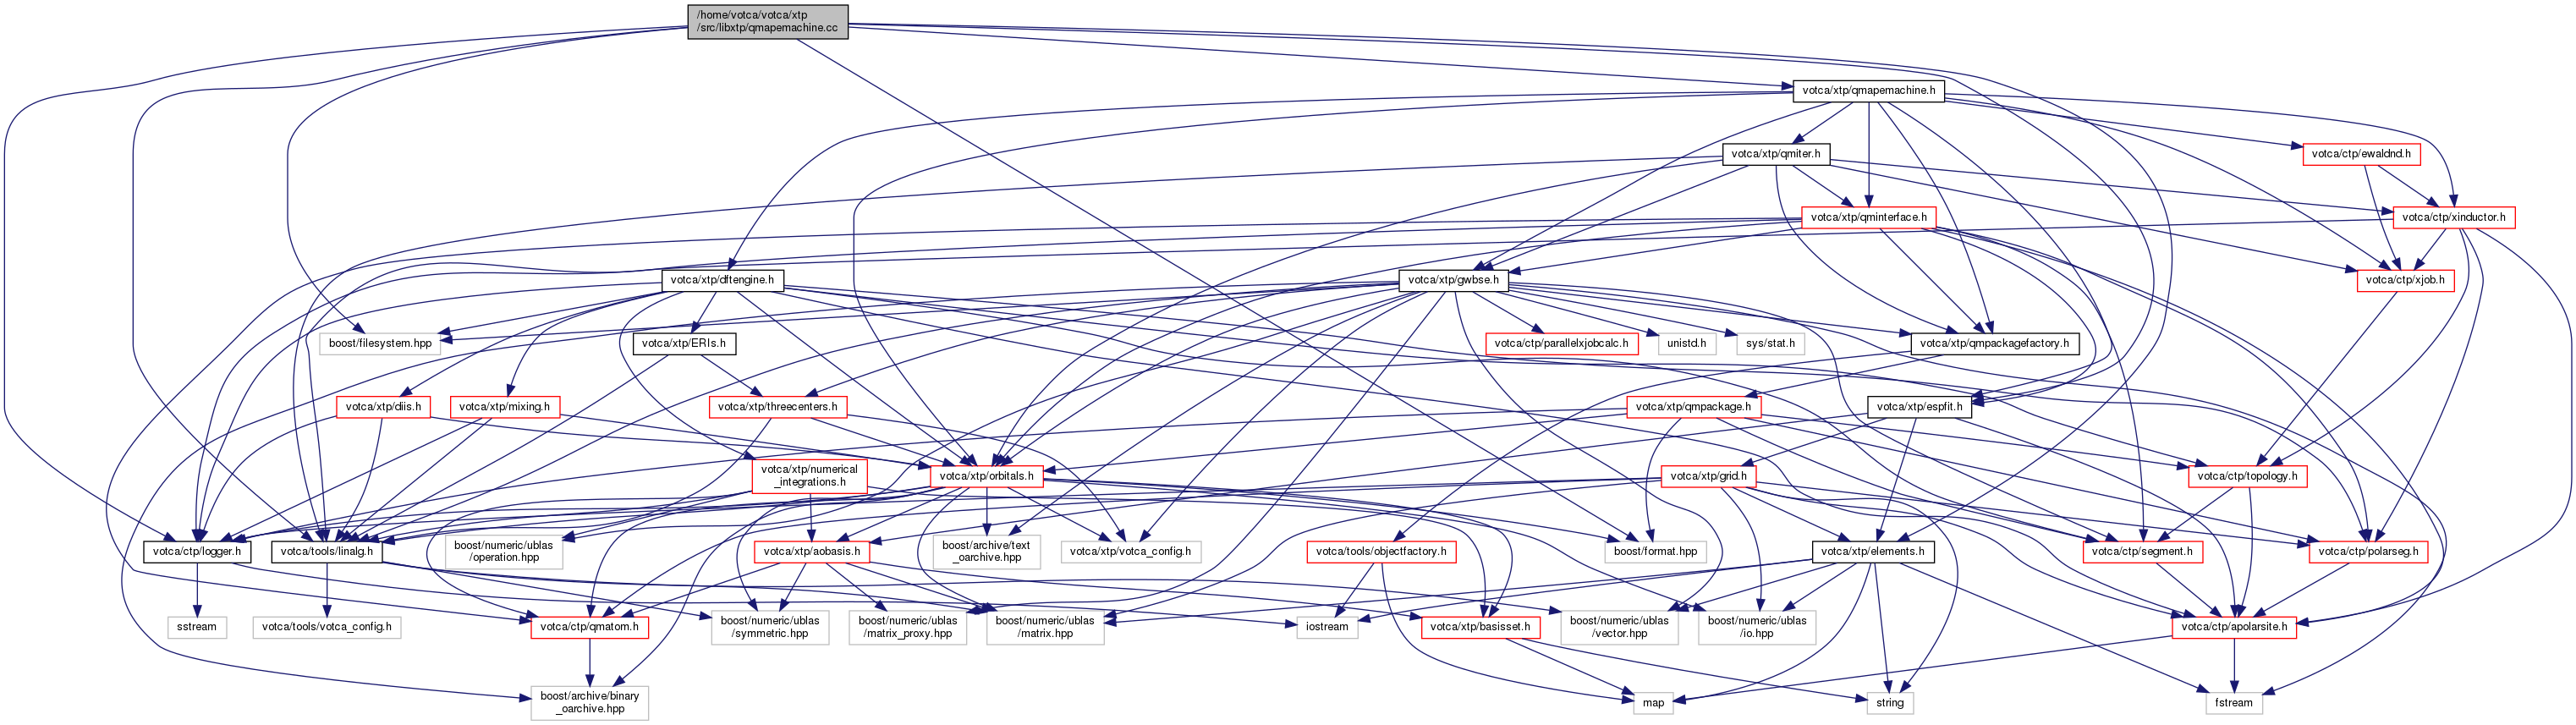 /home/votca/votca/xtp
/src/libxtp/qmapemachine.cc
votca/xtp/qmapemachine.h
votca/xtp/qmiter.h
votca/ctp/ewaldnd.h
votca/xtp/qminterface.h
votca/ctp/xinductor.h
votca/xtp/dftengine.h
votca/xtp/gwbse.h
votca/ctp/xjob.h
boost/filesystem.hpp
votca/xtp/ERIs.h
votca/ctp/parallelxjobcalc.h
unistd.h
sys/stat.h
votca/xtp/qmpackagefactory.h
votca/xtp/diis.h
votca/xtp/mixing.h
votca/xtp/threecenters.h
votca/xtp/qmpackage.h
votca/xtp/espfit.h
votca/xtp/numerical
_integrations.h
votca/xtp/orbitals.h
votca/xtp/grid.h
votca/ctp/topology.h
votca/ctp/logger.h
votca/tools/linalg.h
boost/numeric/ublas
/operation.hpp
votca/xtp/aobasis.h
boost/archive/text
_oarchive.hpp
votca/xtp/votca_config.h
votca/tools/objectfactory.h
boost/format.hpp
votca/xtp/elements.h
votca/ctp/segment.h
votca/ctp/polarseg.h
sstream
votca/tools/votca_config.h
votca/ctp/qmatom.h
boost/numeric/ublas
/symmetric.hpp
boost/numeric/ublas
/matrix_proxy.hpp
boost/numeric/ublas
/matrix.hpp
iostream
votca/xtp/basisset.h
boost/numeric/ublas
/vector.hpp
boost/numeric/ublas
/io.hpp
votca/ctp/apolarsite.h
boost/archive/binary
_oarchive.hpp
map
string
fstream